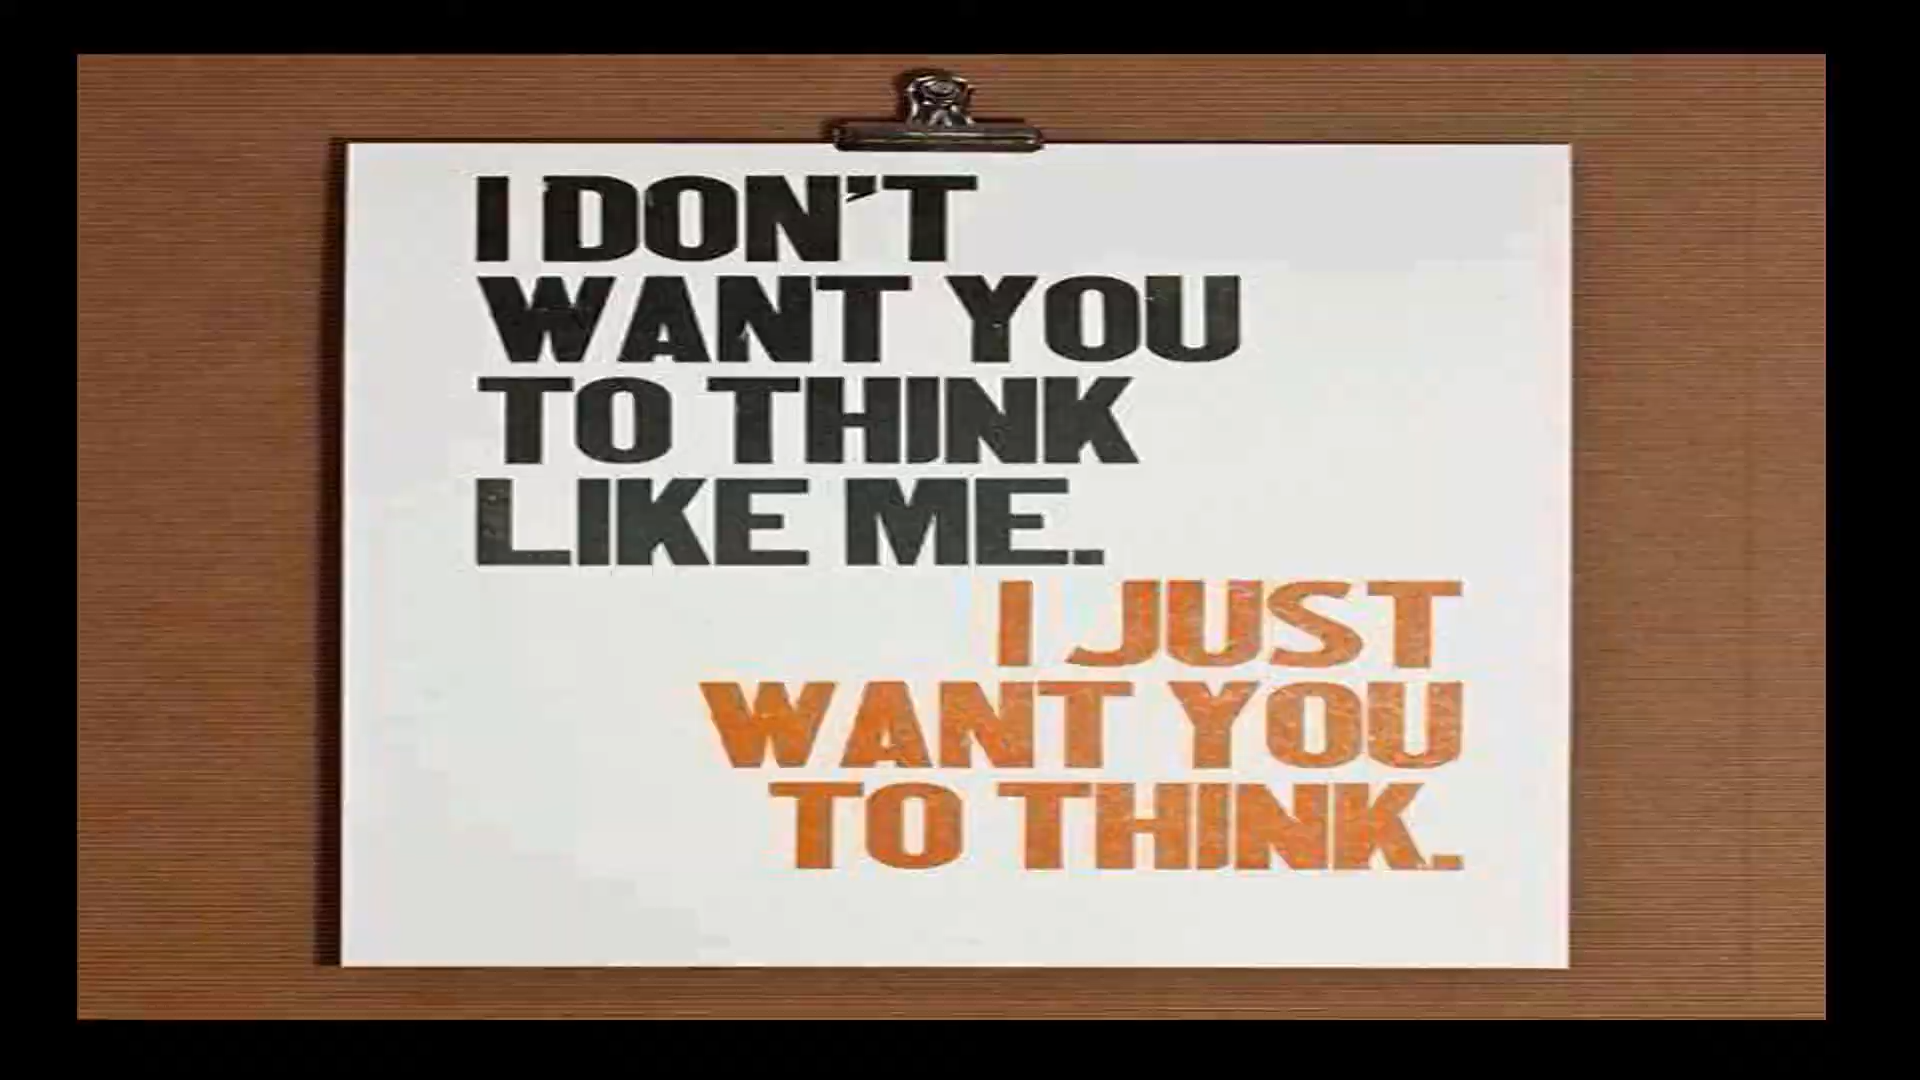 I DON'T
WANT YOU
TO THINK
LIKE ME.
I JUST
WANT YOU
TO THINK.